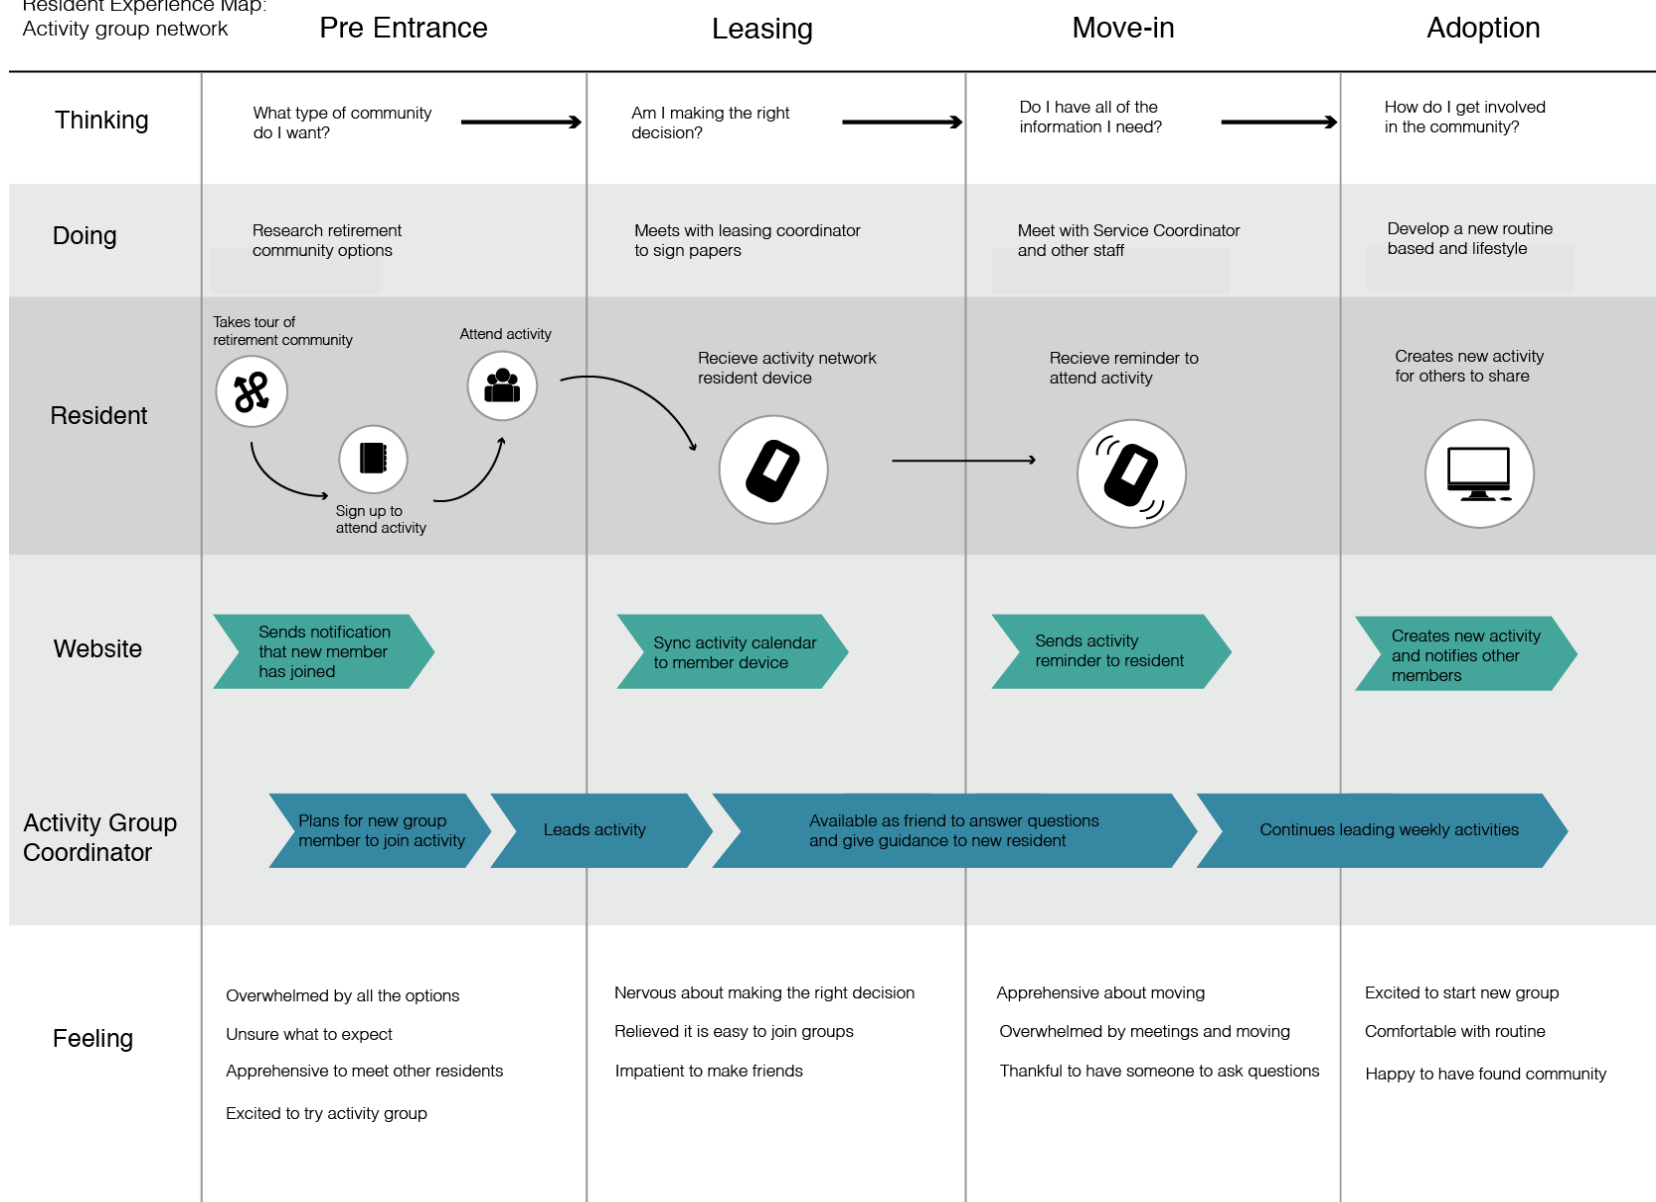 Resident Experience Map:
Activity group network
Pre Entrance
Leasing
Move-in
Adoption
Thinking
What type of community
do I want?
Am I making the right
decision?
Do I have all of the
information I need?
How do I get involved
in the community?
Doing
Research retirement
community options
Meets with leasing coordinator
to sign papers
Meet with Service Coordinator
and other staff
Develop a new routine
based and lifestyle
Resident
Takes tour of
retirement community
Sign up to
attend activity
Attend activity
Recieve activity network
resident device
Recieve reminder to
attend activity
Creates new activity
for others to share
Website
Sends notification
that new member
has joined
Sync activity calendar
to member device
Sends activity
reminder to resident
Creates new activity
and notifies other
members
Activity Group
Coordinator
Plans for new group
member to join activity
Leads activity
Available as friend to answer questions
and give guidance to new resident
Continues leading weekly activities
Feeling
Overwhelmed by all the options
Unsure what to expect
Apprehensive to meet other residents
Excited to try activity group
Nervous about making the right decision
Relieved it is easy to join groups
Impatient to make friends
Apprehensive about moving
Overwhelmed by meetings and moving
Thankful to have someone to ask questions
Excited to start new group
Comfortable with routine
Happy to have found community